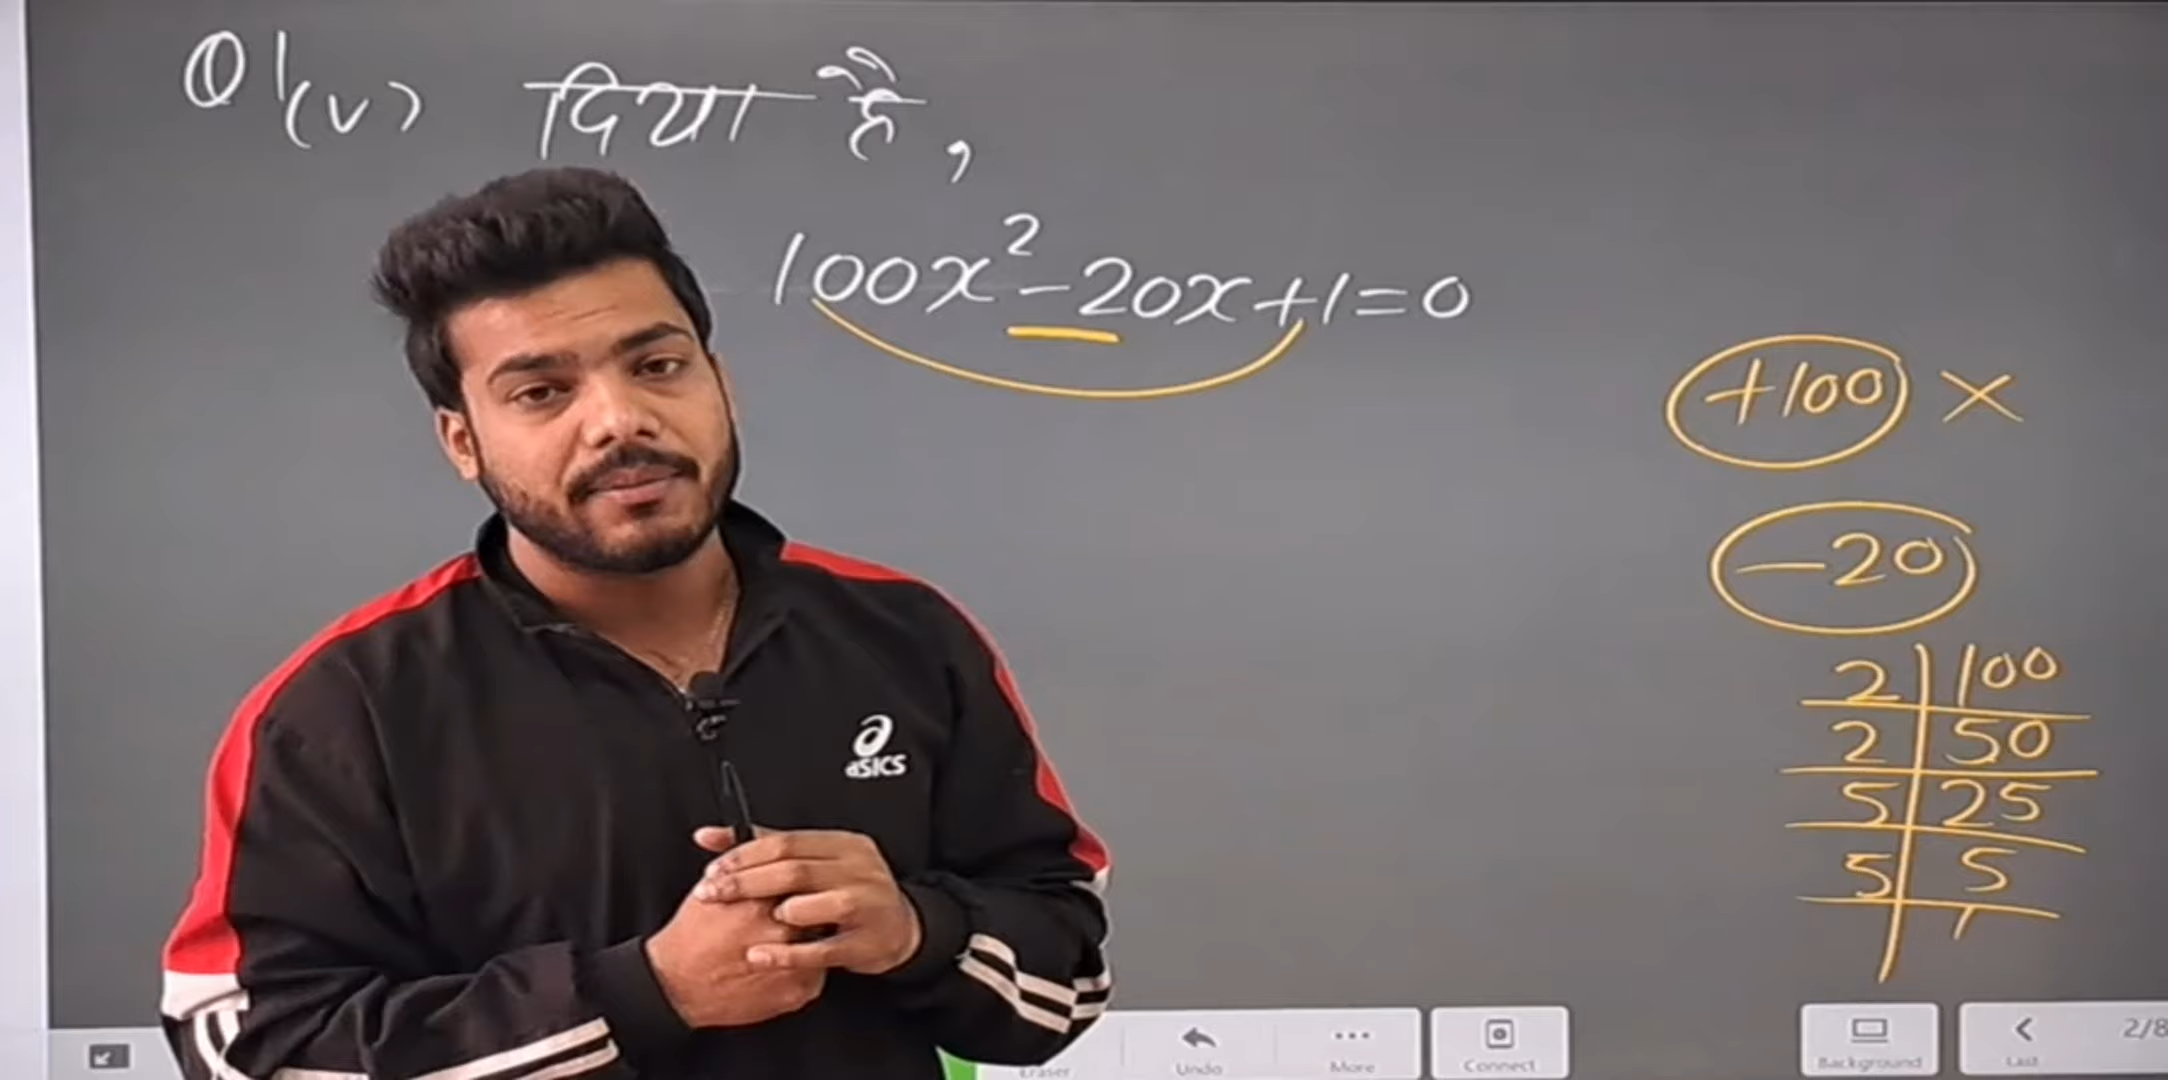 Q1(v) दिया है,
100x² - 20x + 1 = 0
+100 ×
-20
2 | 100
2 | 50
5 | 25
5 | 5
1
asics
Eraser Undo More Connect Background Last 2/8